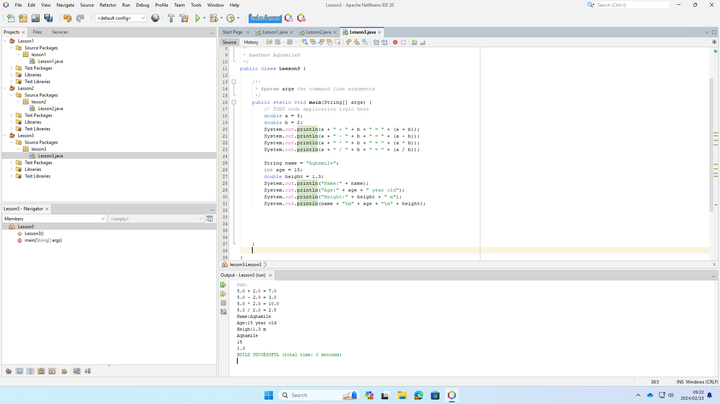 File Edit View Navigate Source Refactor Run Debug Profile Team Tools Window Help
Lesson3 - Apache NetBeans IDE 20
Search (Ctrl+I)
<default config>
Projects
Files
Services
Start Page
Lesson1.java
Lesson2.java
Lesson3.java
Source
History
Lesson1
Source Packages
lesson1
Lesson1.java
Test Packages
Libraries
Test Libraries
Lesson2
Source Packages
lesson2
Lesson2.java
Test Packages
Libraries
Test Libraries
Lesson3
Source Packages
lesson3
Lesson3.java
Test Packages
Libraries
Test Libraries
Lesson3 - Navigator
Members
<empty>
Lesson3
Lesson3()
main(String[] args)
10 */
11 public class Lesson3 {
12
13 /**
14 * @param args the command line arguments
15 */
16 public static void main(String[] args) {
17 // TODO code application logic here
18 double a = 5;
19 double b = 2;
20 System.out.println(a + " + " + b + " = " + (a + b));
21 System.out.println(a + " - " + b + " = " + (a - b));
22 System.out.println(a + " * " + b + " = " + (a * b));
23 System.out.println(a + " / " + b + " = " + (a / b));
24
25 String name = "Aqhamile";
26 int age = 15;
27 double height = 1.3;
28 System.out.println("Name:" + name);
29 System.out.println("Age:" + age + " year old");
30 System.out.println("Height:" + height + " m");
31 System.out.println(name + "\n" + age + "\n" + height);
32
33
34
35
36
37 }
38
39 }
lesson3.Lesson3
Output - Lesson3 (run)
run:
5.0 + 2.0 = 7.0
5.0 - 2.0 = 3.0
5.0 * 2.0 = 10.0
5.0 / 2.0 = 2.5
Name:Aqhamile
Age:15 year old
Heigh:1.3 m
Aqhamile
15
1.3
BUILD SUCCESSFUL (total time: 0 seconds)
38:5
INS
Windows (CRLF)
Search
09:22
2024/02/15